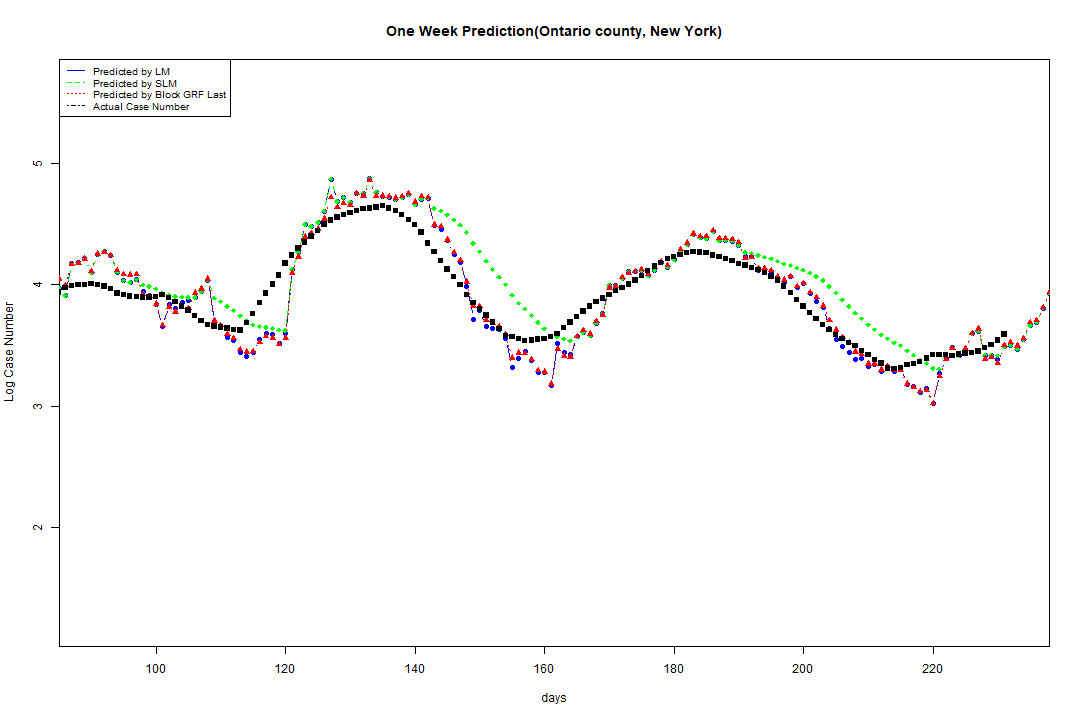 One Week Prediction(Ontario county, New York)
Predicted by LM
Predicted by SLM
Predicted by Block GRF Last
Actual Case Number
5
4
3
2
Log Case Number
100 120 140 160 180 200 220
days